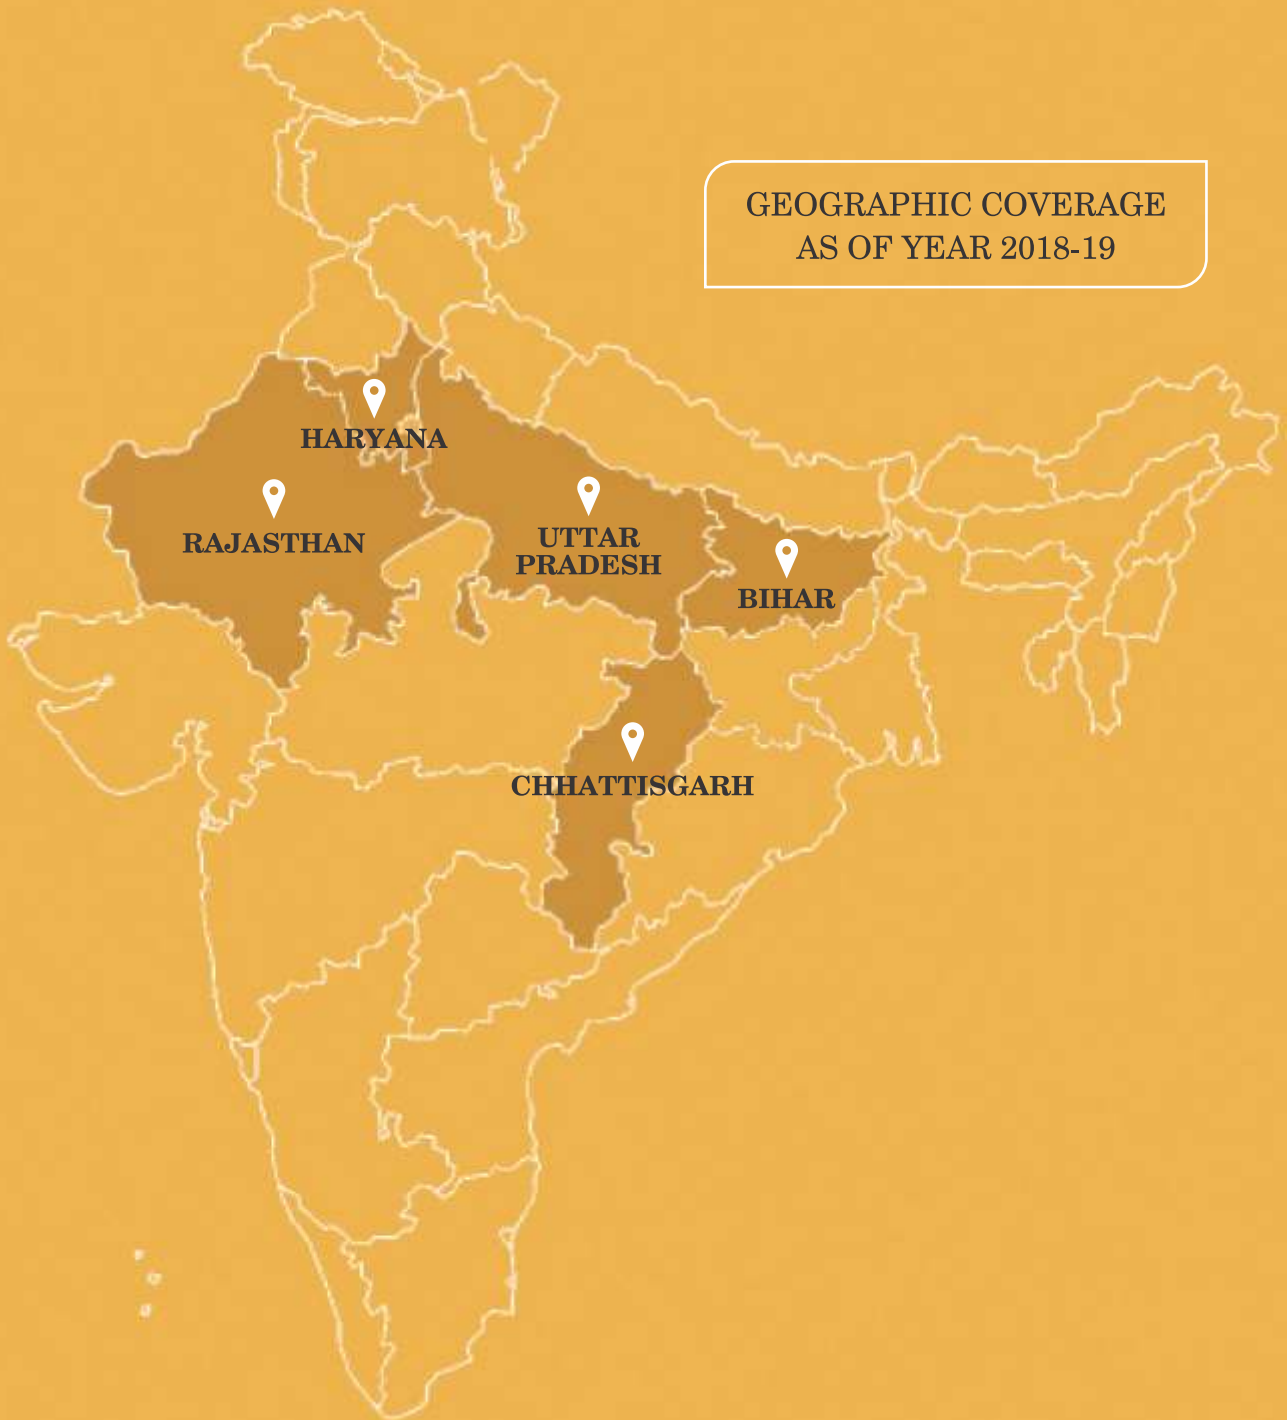 GEOGRAPHIC COVERAGE
AS OF YEAR 2018-19
HARYANA
RAJASTHAN
UTTAR
PRADESH
BIHAR
CHHATTISGARH